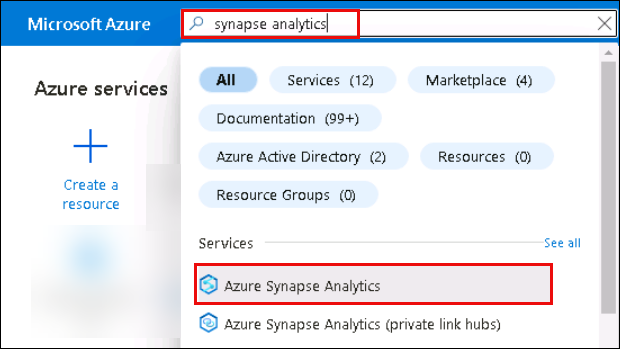 Microsoft Azure
synapse analytics
Azure services
Create a
resource
All
Services (12)
Marketplace (4)
Documentation (99+)
Azure Active Directory (2)
Resources (0)
Resource Groups (0)
Services
See all
Azure Synapse Analytics
Azure Synapse Analytics (private link hubs)